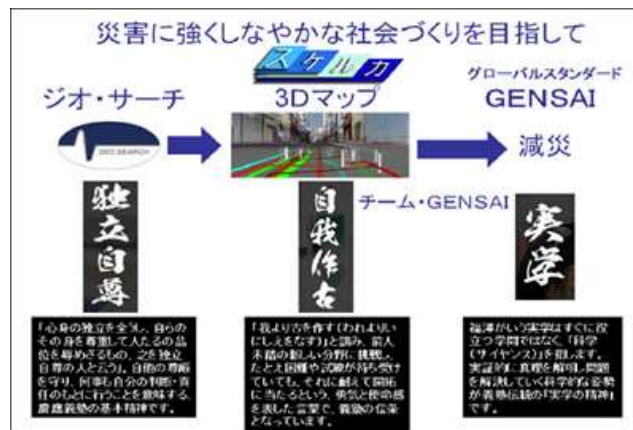 災害に強くしなやかな社会づくりを目指して
スケルカ
ジオ・サーチ
3Dマップ
グローバルスタンダード
GENSAI
GEO SEARCH
減災
チーム・GENSAI
独立自尊
自我作古
実学
「心身の独立を全うし、自らの
その身を尊重して人たるの品
位を辱めざるもの、之を独立
自尊の人と云う」。自他の尊厳
を守り、何事も自分の判断・責
任のもとに行うことを意味する、
慶應義塾の基本精神です。
「我より古を作す(われよりい
にしえをなす)」と訓み、前人
未踏の新しい分野に挑戦し、
たとえ困難や試練が待ち受け
ていても、それに耐えて開拓
に当たるという、勇気と使命感
を表した言葉で、義塾の信条
となっています。
福澤がいう実学はすぐに役
立つ学問ではなく、「科学
(サイヤンス)」を指します。
実証的に真理を解明し問題
を解決していく科学的な姿勢
が義塾伝統の「実学の精神」
です。